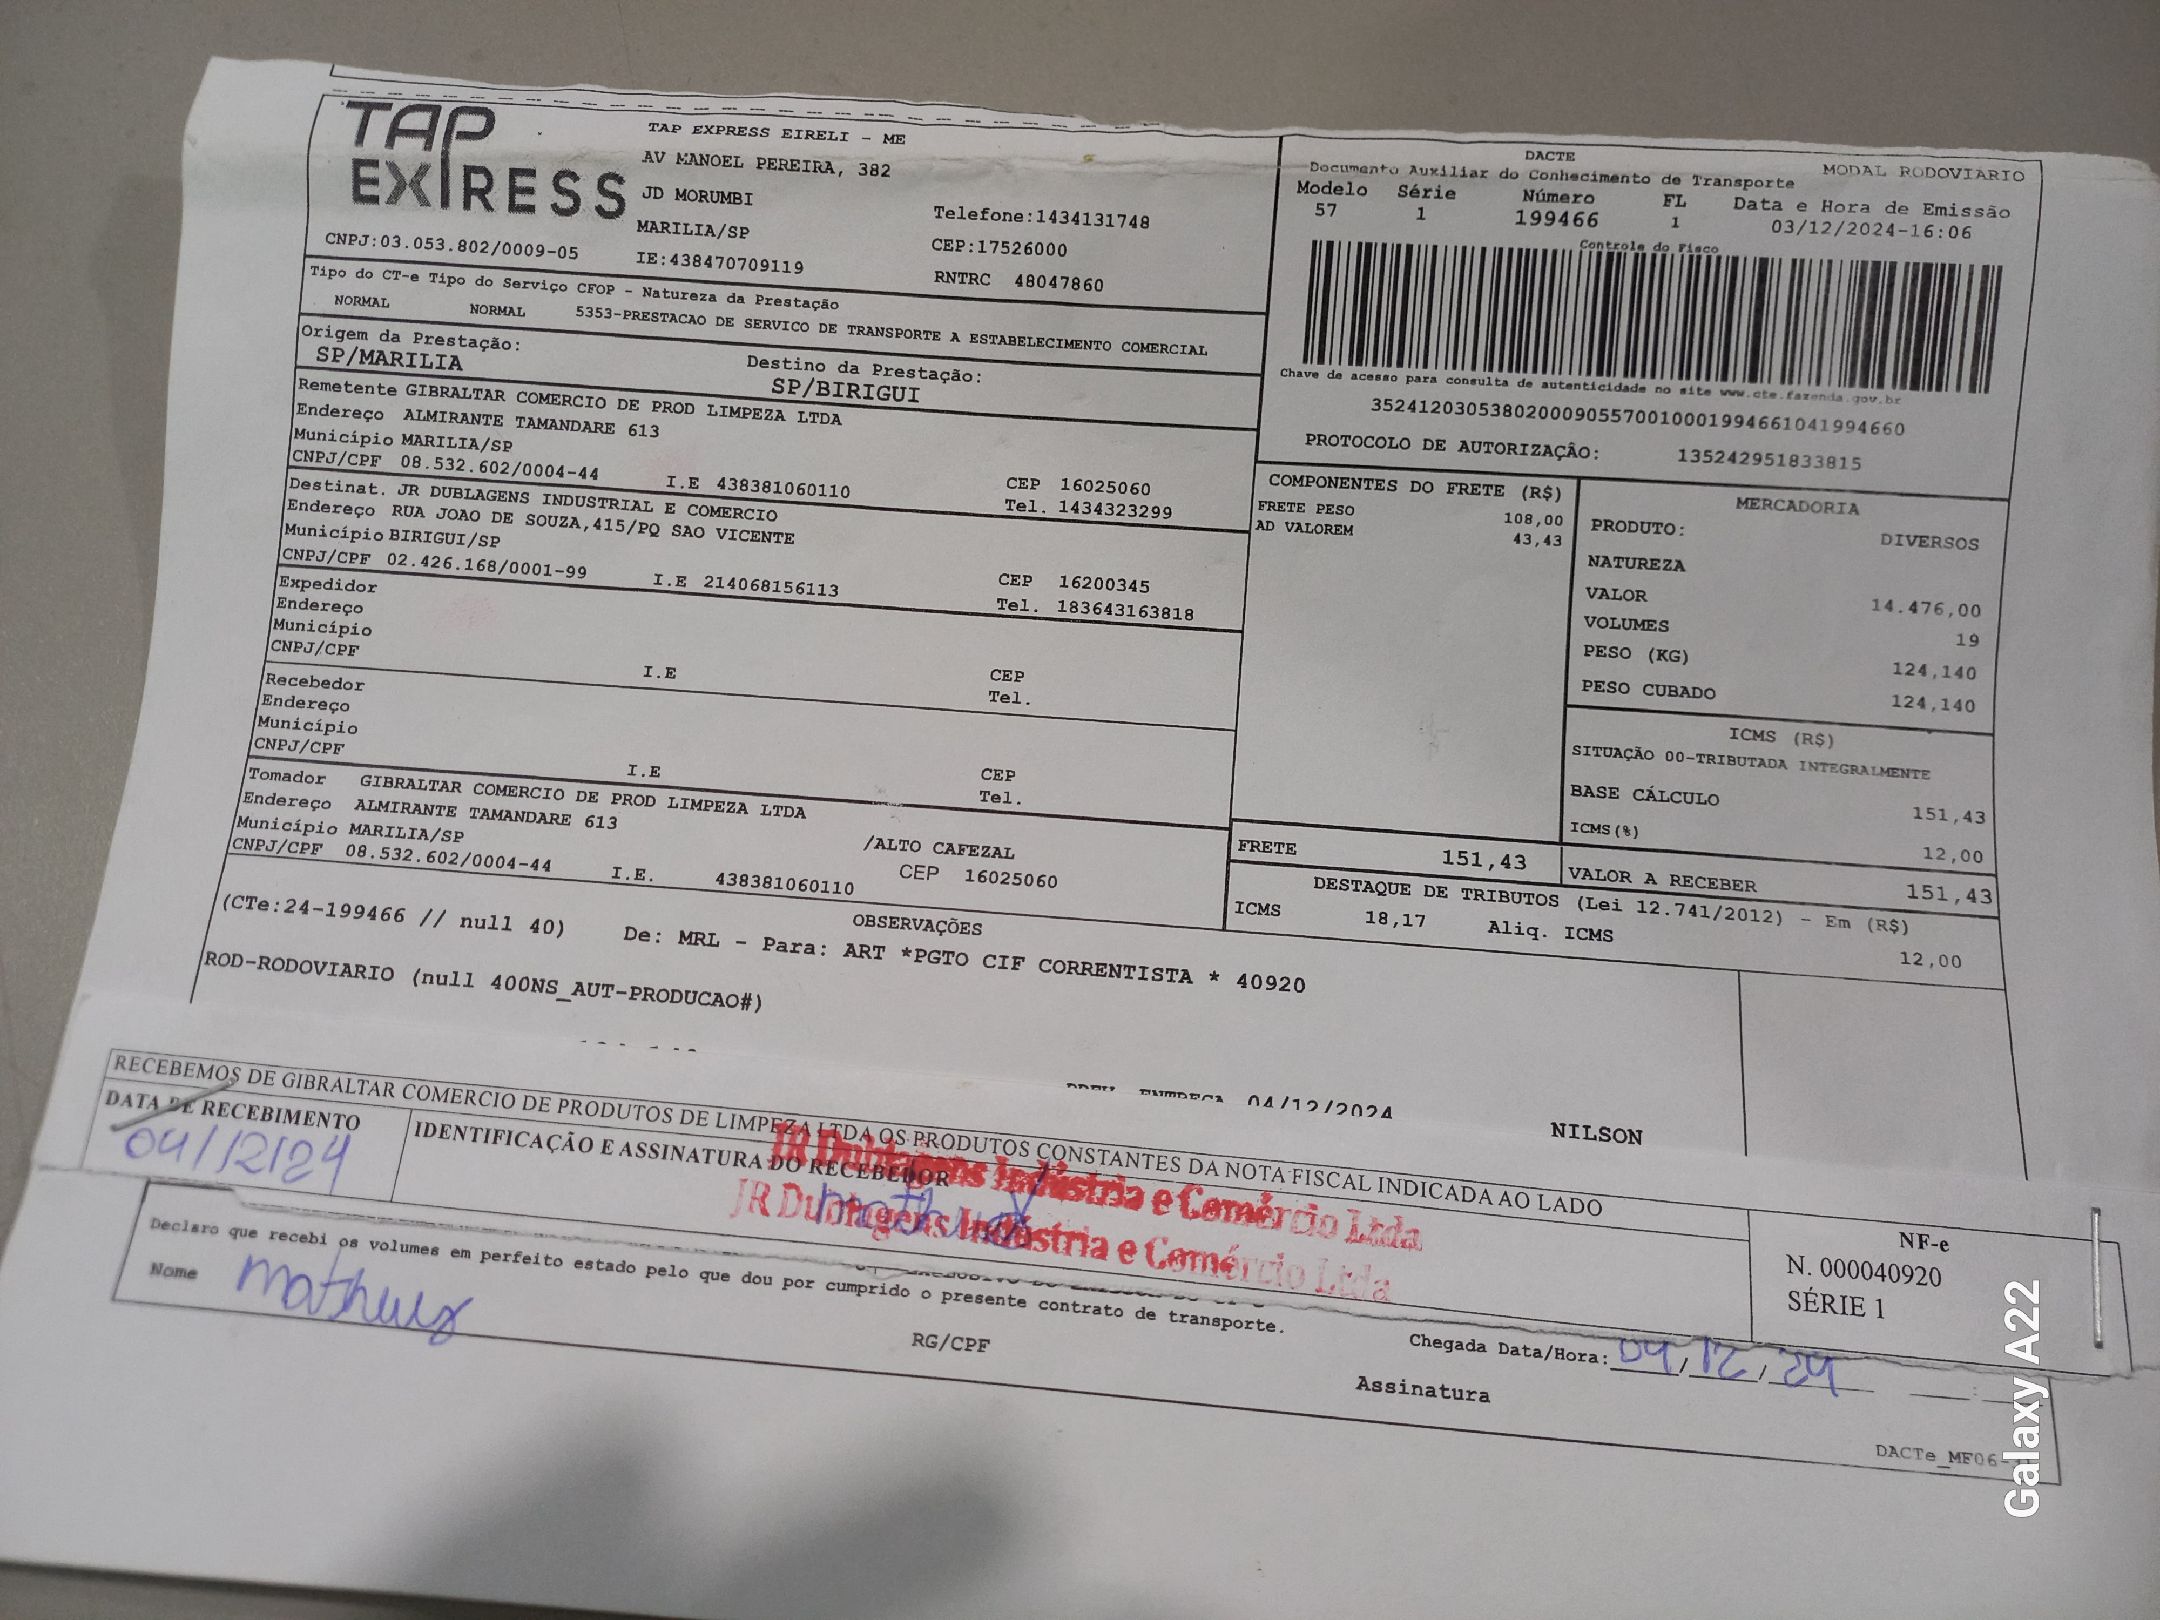 TAP EXPRESS
TAP EXPRESS EIRELI - ME
AV MANOEL PEREIRA, 382
JD MORUMBI
MARILIA/SP
Telefone:1434131748
CEP:17526000
CNPJ:03.053.802/0009-05
IE:438470709119
RNTRC 48047860
DACTE
MODAL RODOVIARIO
Documento Auxiliar do Conhecimento de Transporte
Modelo Série Número FL Data e Hora de Emissão
57 1 199466 1 03/12/2024-16:06
Controle do Fisco
Chave de acesso para consulta de autenticidade no site www.cte.fazenda.gov.br
35241203053802000905570010001994661041994660
PROTOCOLO DE AUTORIZAÇÃO: 135242951833815
Tipo do CT-e Tipo do Serviço CFOP - Natureza da Prestação
NORMAL NORMAL 5353-PRESTACAO DE SERVICO DE TRANSPORTE A ESTABELECIMENTO COMERCIAL
Origem da Prestação: Destino da Prestação:
SP/MARILIA SP/BIRIGUI
Remetente GIBRALTAR COMERCIO DE PROD LIMPEZA LTDA
Endereço ALMIRANTE TAMANDARE 613
Município MARILIA/SP CEP 16025060
CNPJ/CPF 08.532.602/0004-44 I.E 438381060110 Tel. 1434323299
Destinat. JR DUBLAGENS INDUSTRIAL E COMERCIO
Endereço RUA JOAO DE SOUZA,415/PQ SAO VICENTE
Município BIRIGUI/SP CEP 16200345
CNPJ/CPF 02.426.168/0001-99 I.E 214068156113 Tel. 183643163818
Expedidor
Endereço
Município CEP
CNPJ/CPF I.E Tel.
Recebedor
Endereço
Município CEP
CNPJ/CPF I.E Tel.
Tomador GIBRALTAR COMERCIO DE PROD LIMPEZA LTDA
Endereço ALMIRANTE TAMANDARE 613 /ALTO CAFEZAL
Município MARILIA/SP CEP 16025060
CNPJ/CPF 08.532.602/0004-44 I.E. 438381060110
COMPONENTES DO FRETE (R$)
FRETE PESO 108,00
AD VALOREM 43,43
MERCADORIA
PRODUTO: DIVERSOS
NATUREZA
VALOR 14.476,00
VOLUMES 19
PESO (KG) 124,140
PESO CUBADO 124,140
ICMS (R$)
SITUAÇÃO 00-TRIBUTADA INTEGRALMENTE
BASE CÁLCULO 151,43
ICMS(%) 12,00
FRETE 151,43
VALOR A RECEBER 151,43
DESTAQUE DE TRIBUTOS (Lei 12.741/2012) - Em (R$)
ICMS 18,17 Aliq. ICMS 12,00
OBSERVAÇÕES
(CTe:24-199466 // null 40) De: MRL - Para: ART *PGTO CIF CORRENTISTA * 40920
ROD-RODOVIARIO (null 400NS_AUT-PRODUCAO#)
PREV. ENTREGA 04/12/2024
NILSON
RECEBEMOS DE GIBRALTAR COMERCIO DE PRODUTOS DE LIMPEZA LTDA OS PRODUTOS CONSTANTES DA NOTA FISCAL INDICADA AO LADO
DATA DE RECEBIMENTO
04/12/24
IDENTIFICAÇÃO E ASSINATURA DO RECEBEDOR
matheus
JR Dublagens Indústria e Comércio Ltda
JR Dublagens Indústria e Comércio Ltda
NF-e
N. 000040920
SÉRIE 1
Declaro que recebi os volumes em perfeito estado pelo que dou por cumprido o presente contrato de transporte.
Nome matheus
RG/CPF
Chegada Data/Hora: 04/12/24
Assinatura
DACTe_MF06-
Galaxy A22